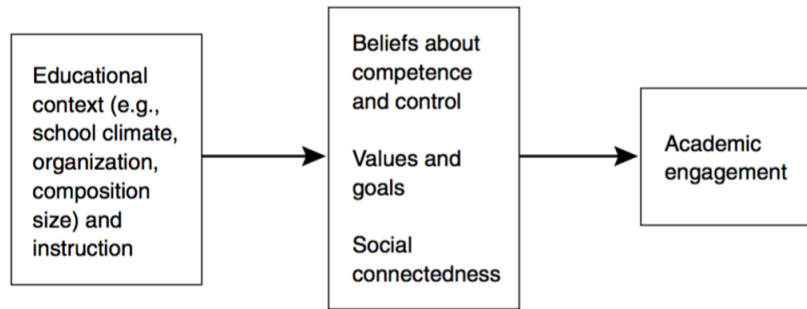 Educational
context (e.g.,
school climate,
organization,
composition
size) and
instruction
Beliefs about
competence
and control
Values and
goals
Social
connectedness
Academic
engagement